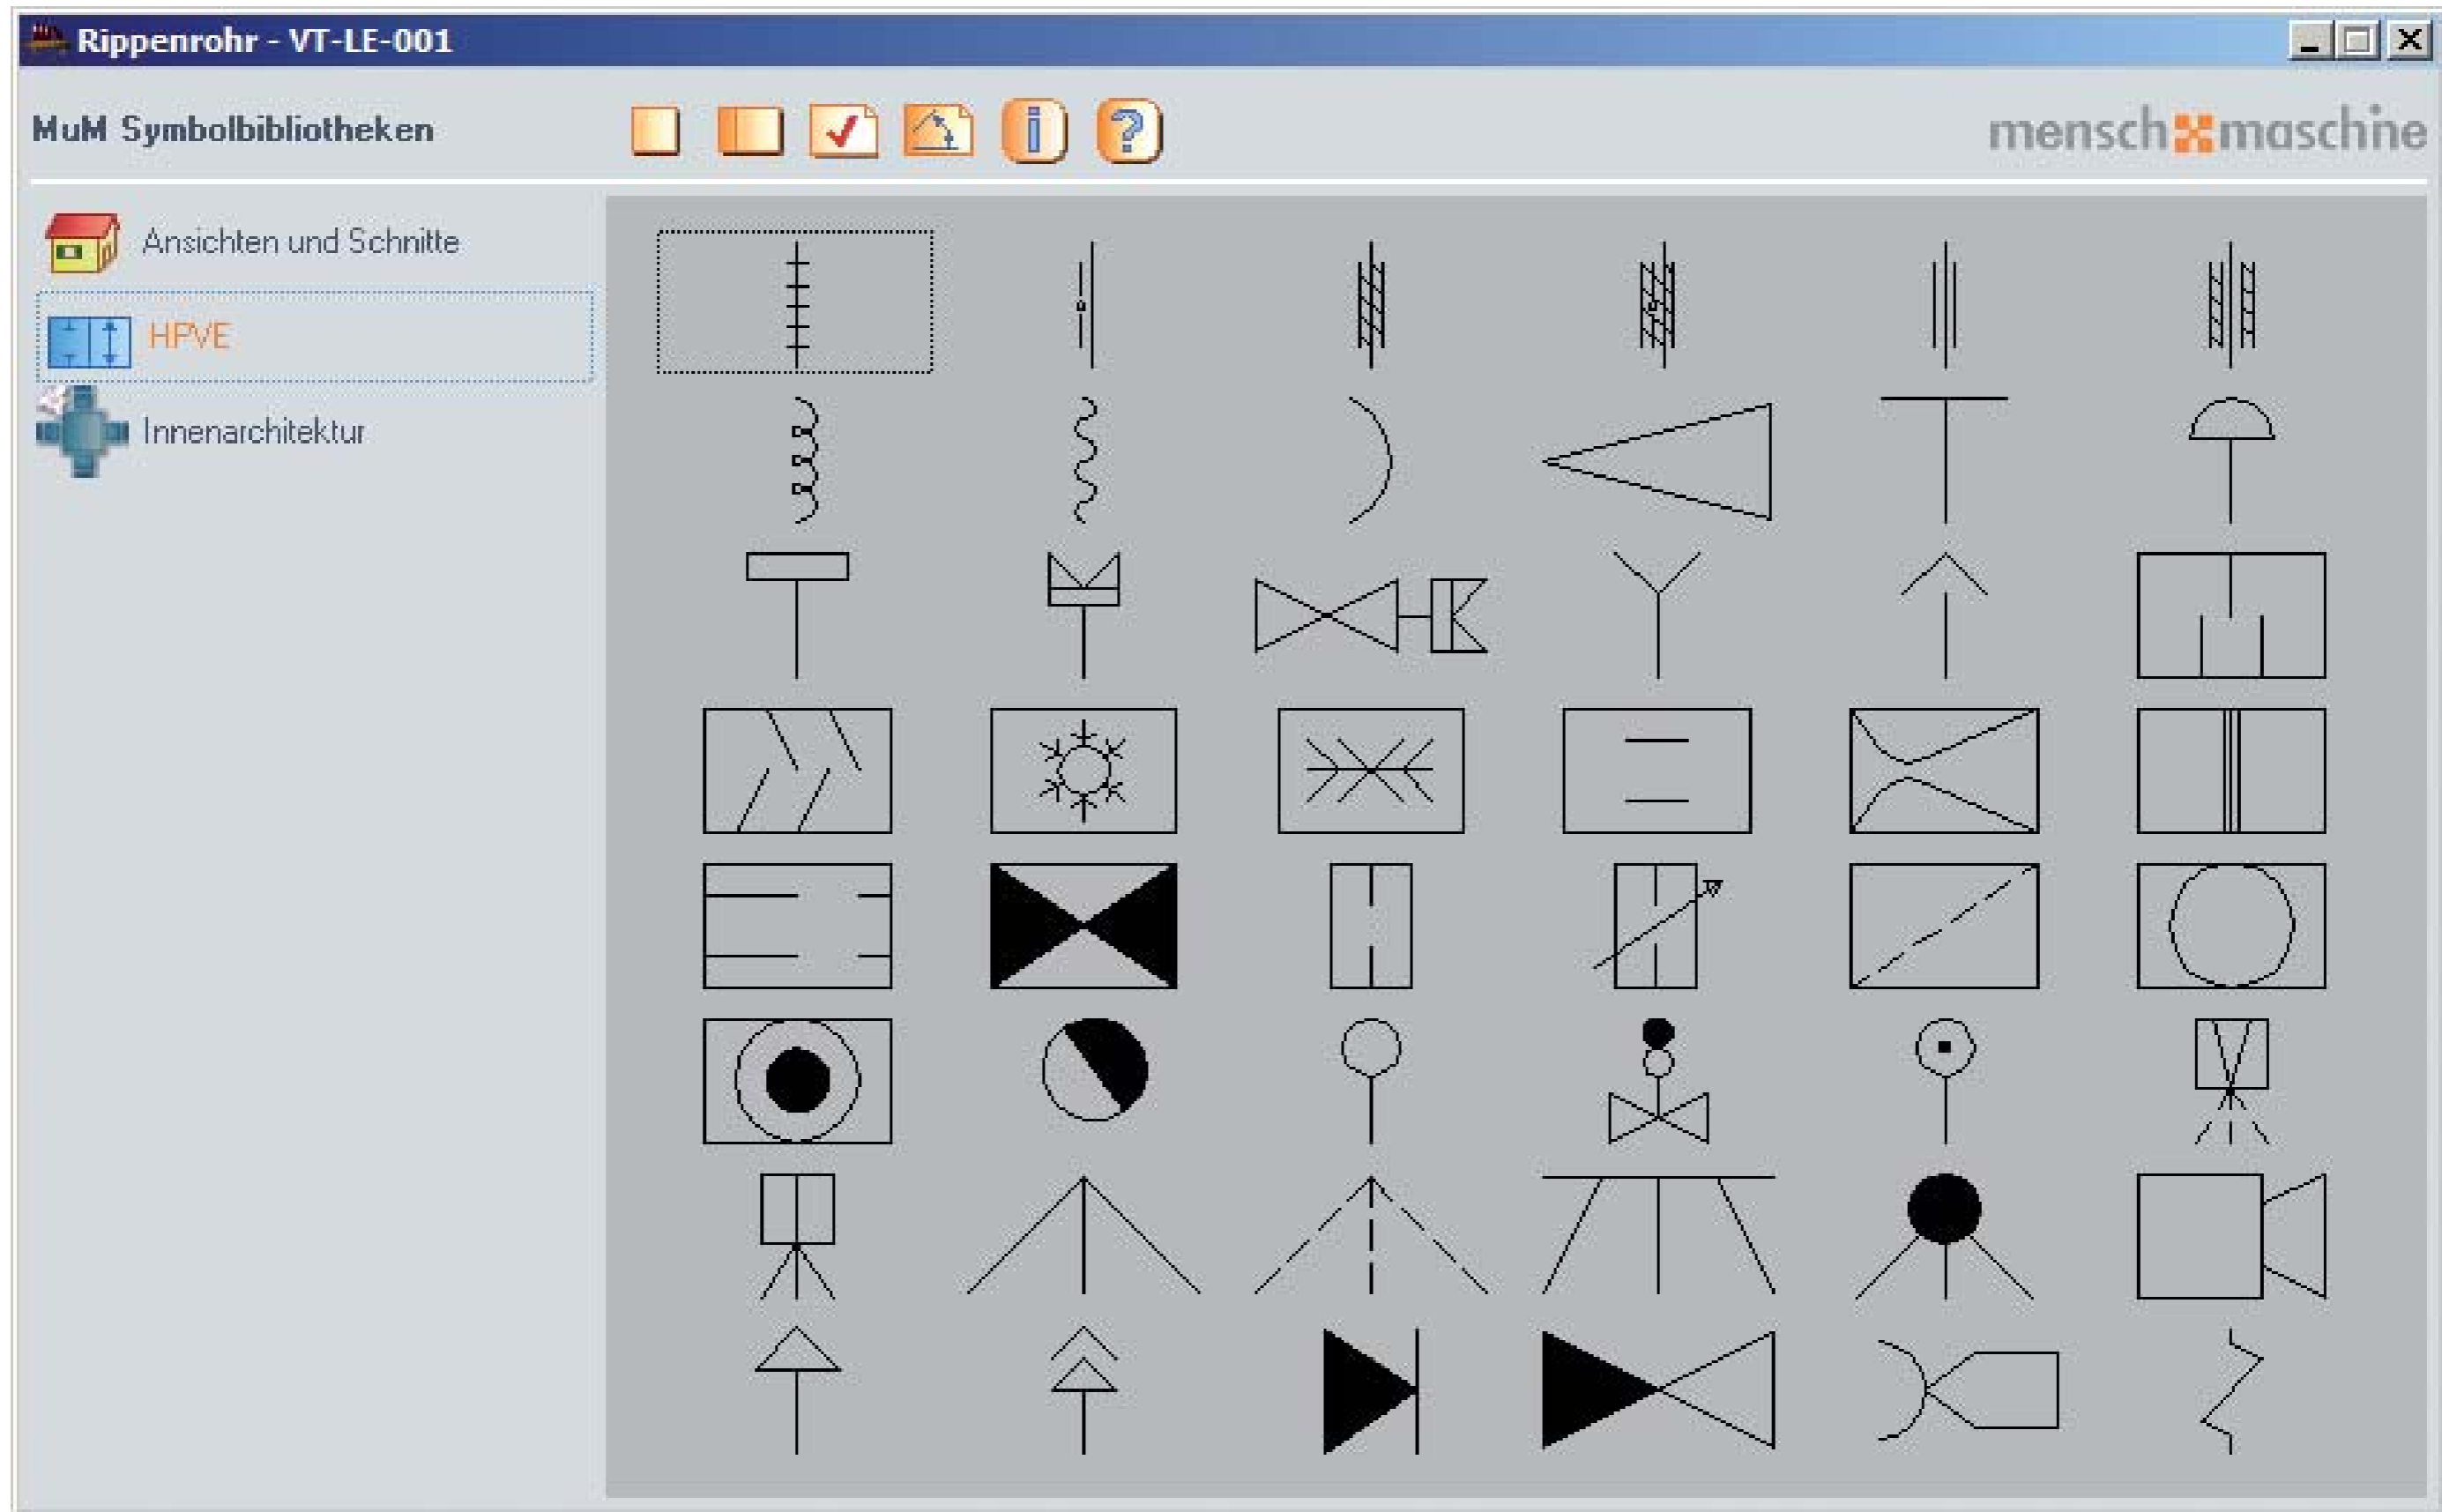 Rippenrohr - VT-LE-001
MuM Symbolbibliotheken
mensch maschine
Ansichten und Schnitte
HPVE
Innenarchitektur